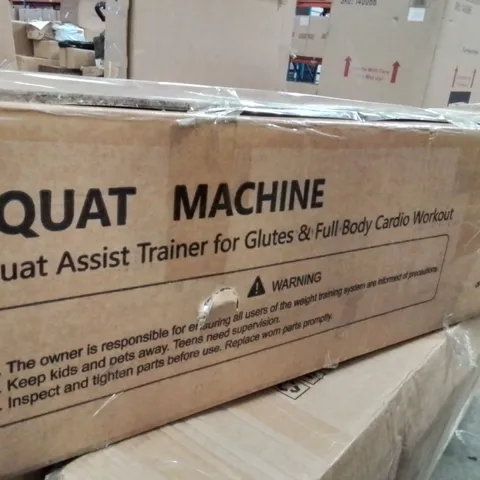 SKU: 140066
QUAT MACHINE
uat Assist Trainer for Glutes & Full Body Cardio Workout
WARNING
. The owner is responsible for ensuring all users of the weight training system are informed of precautions.
. Keep kids and pets away. Teens need supervision.
. Inspect and tighten parts before use. Replace worn parts promptly.